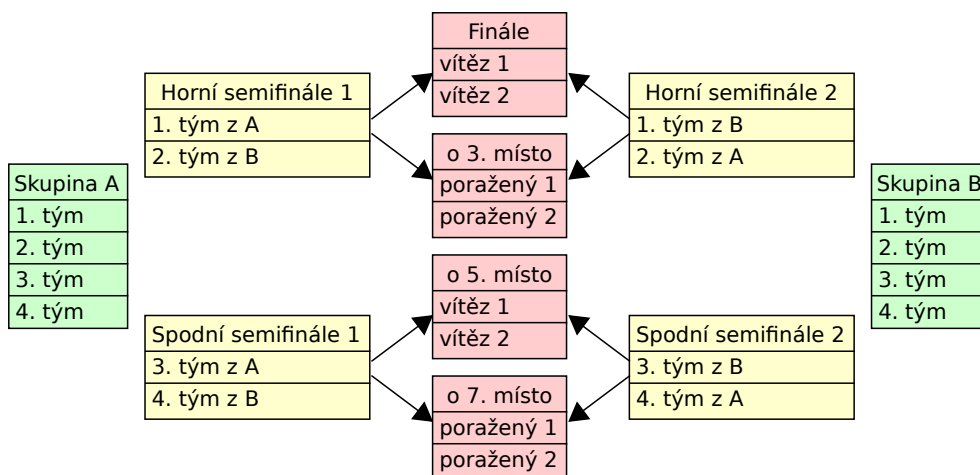 Finále
vítěz 1
vítěz 2
Horní semifinále 1
1. tým z A
2. tým z B
Horní semifinále 2
1. tým z B
2. tým z A
o 3. místo
poražený 1
poražený 2
Skupina A
1. tým
2. tým
3. tým
4. tým
Skupina B
1. tým
2. tým
3. tým
4. tým
o 5. místo
vítěz 1
vítěz 2
Spodní semifinále 1
3. tým z A
4. tým z B
Spodní semifinále 2
3. tým z B
4. tým z A
o 7. místo
poražený 1
poražený 2